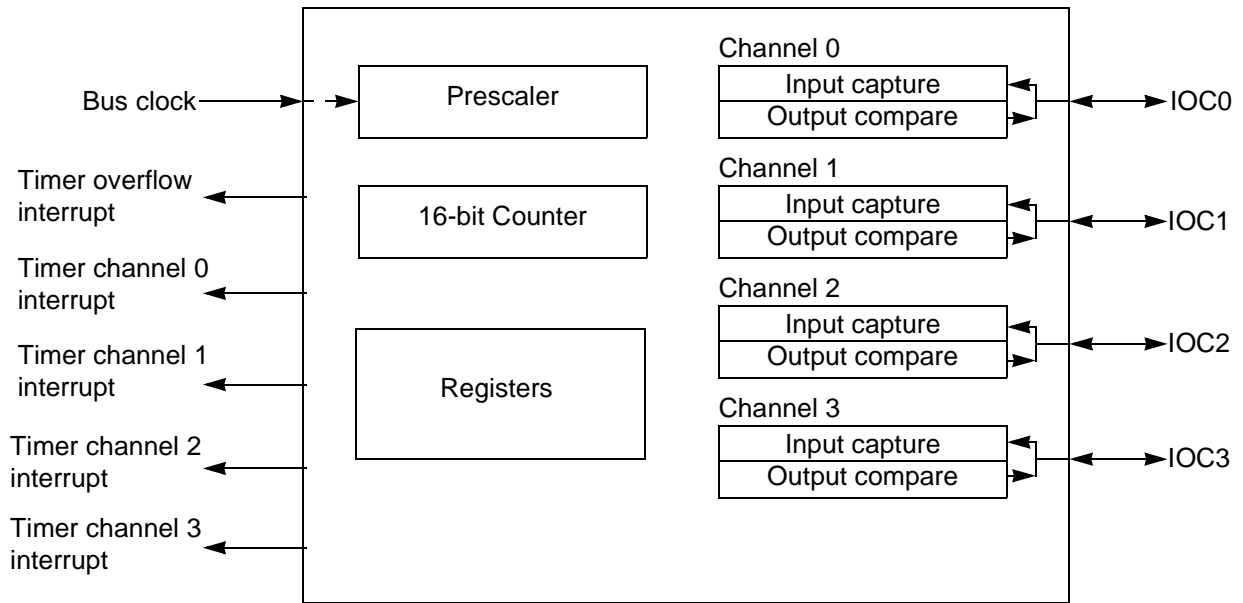 Bus clock
Timer overflow
interrupt
Timer channel 0
interrupt
Timer channel 1
interrupt
Timer channel 2
interrupt
Timer channel 3
interrupt
Prescaler
16-bit Counter
Registers
Channel 0
Input capture
Output compare
IOC0
Channel 1
Input capture
Output compare
IOC1
Channel 2
Input capture
Output compare
IOC2
Channel 3
Input capture
Output compare
IOC3